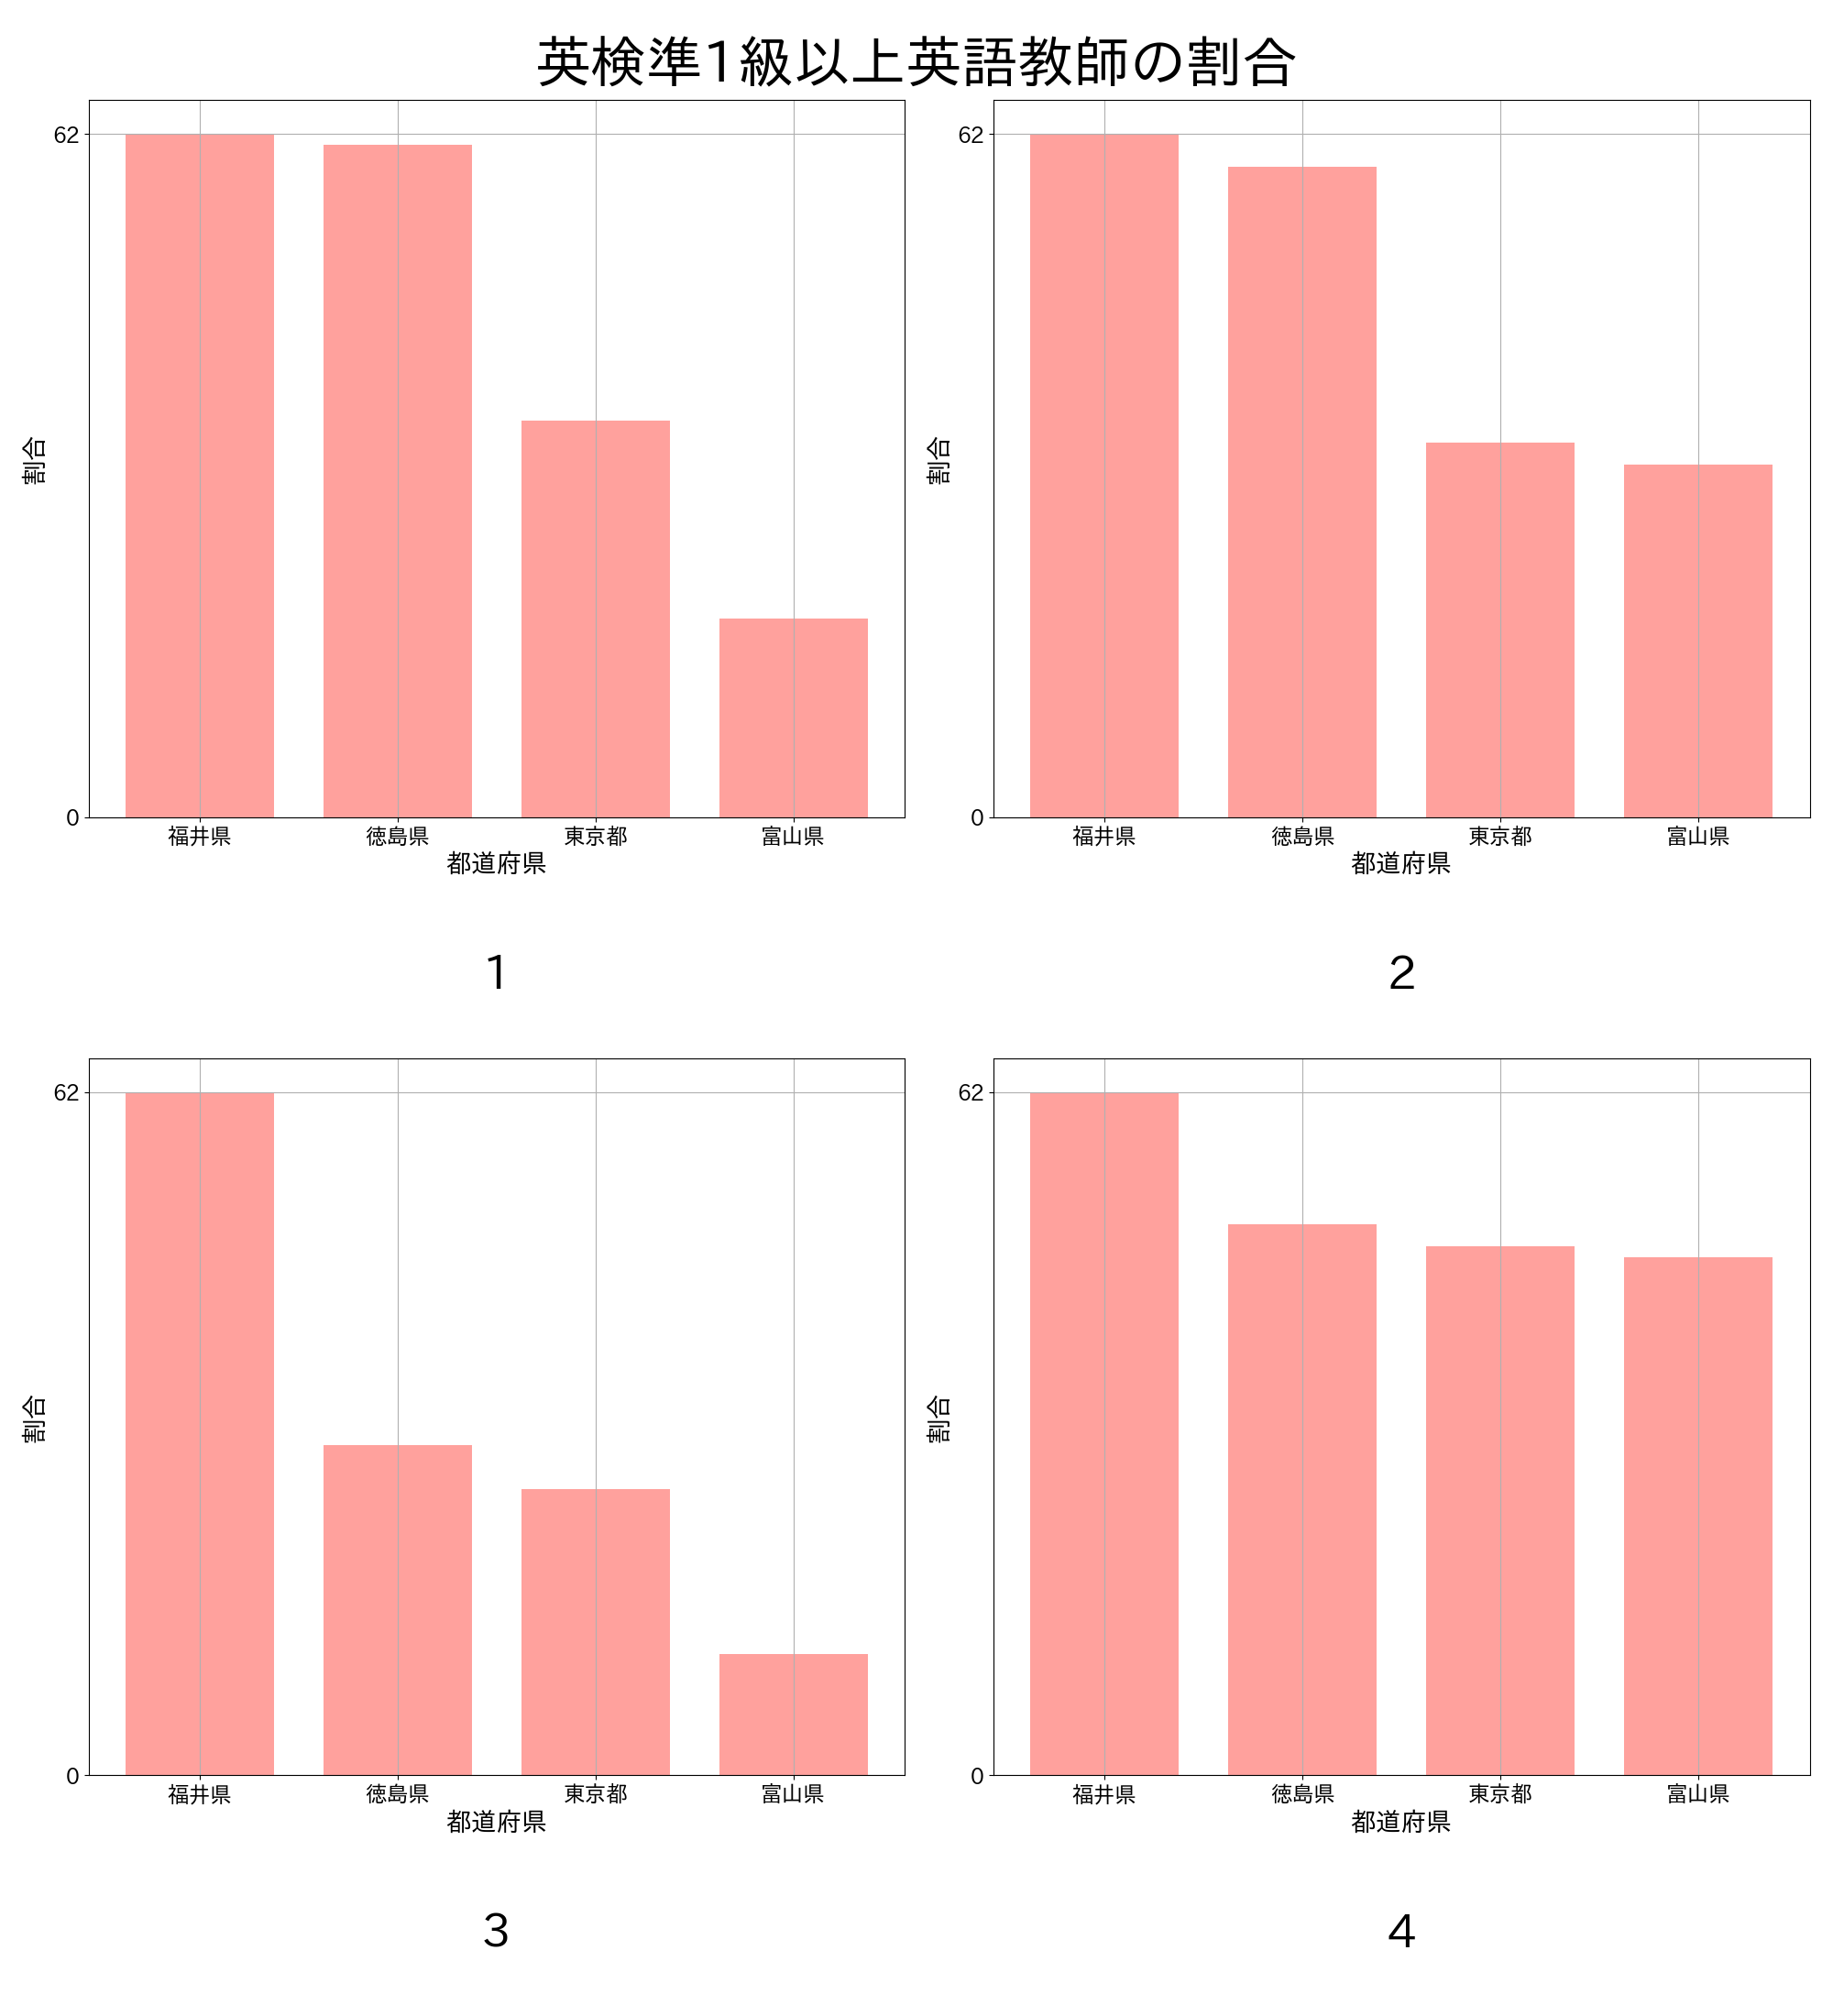 英検準1級以上英語教師の割合
62
0
割合
福井県 徳島県 東京都 富山県
都道府県
1
62
0
割合
福井県 徳島県 東京都 富山県
都道府県
2
62
0
割合
福井県 徳島県 東京都 富山県
都道府県
3
62
0
割合
福井県 徳島県 東京都 富山県
都道府県
4